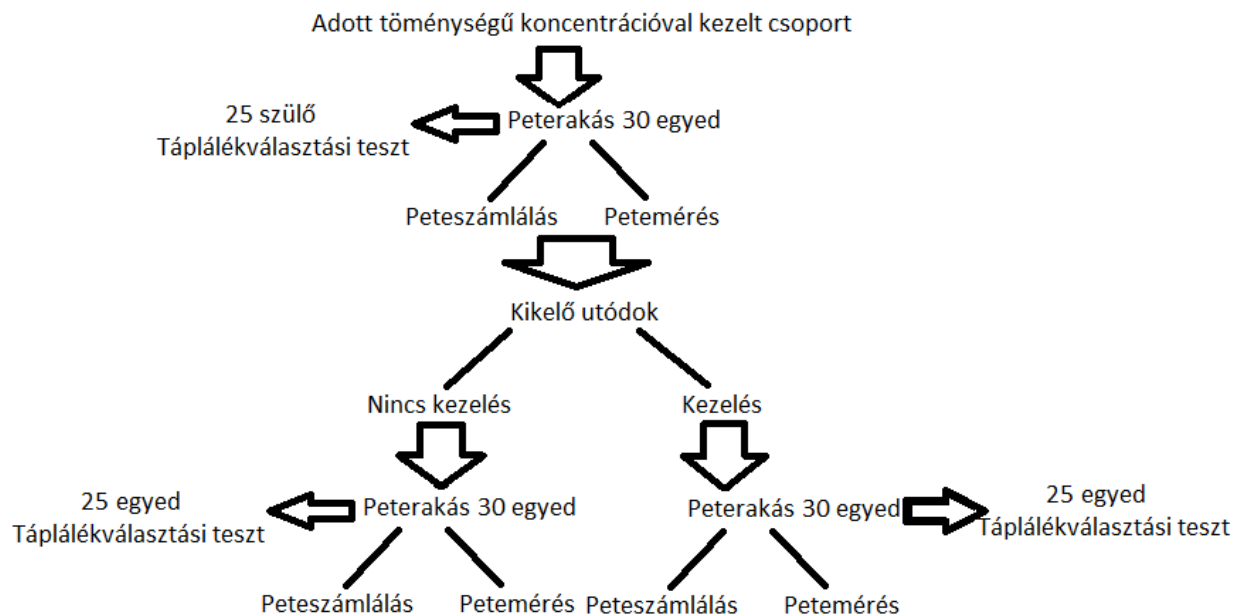 Adott töménységű koncentrációval kezelt csoport
25 szülő
Táplálékválasztási teszt
Peterakás 30 egyed
Peteszámlálás
Petemérés
Kikelő utódok
Nincs kezelés
Kezelés
25 egyed
Táplálékválasztási teszt
Peterakás 30 egyed
Peterakás 30 egyed
25 egyed
Táplálékválasztási teszt
Peteszámlálás
Petemérés
Peteszámlálás
Petemérés